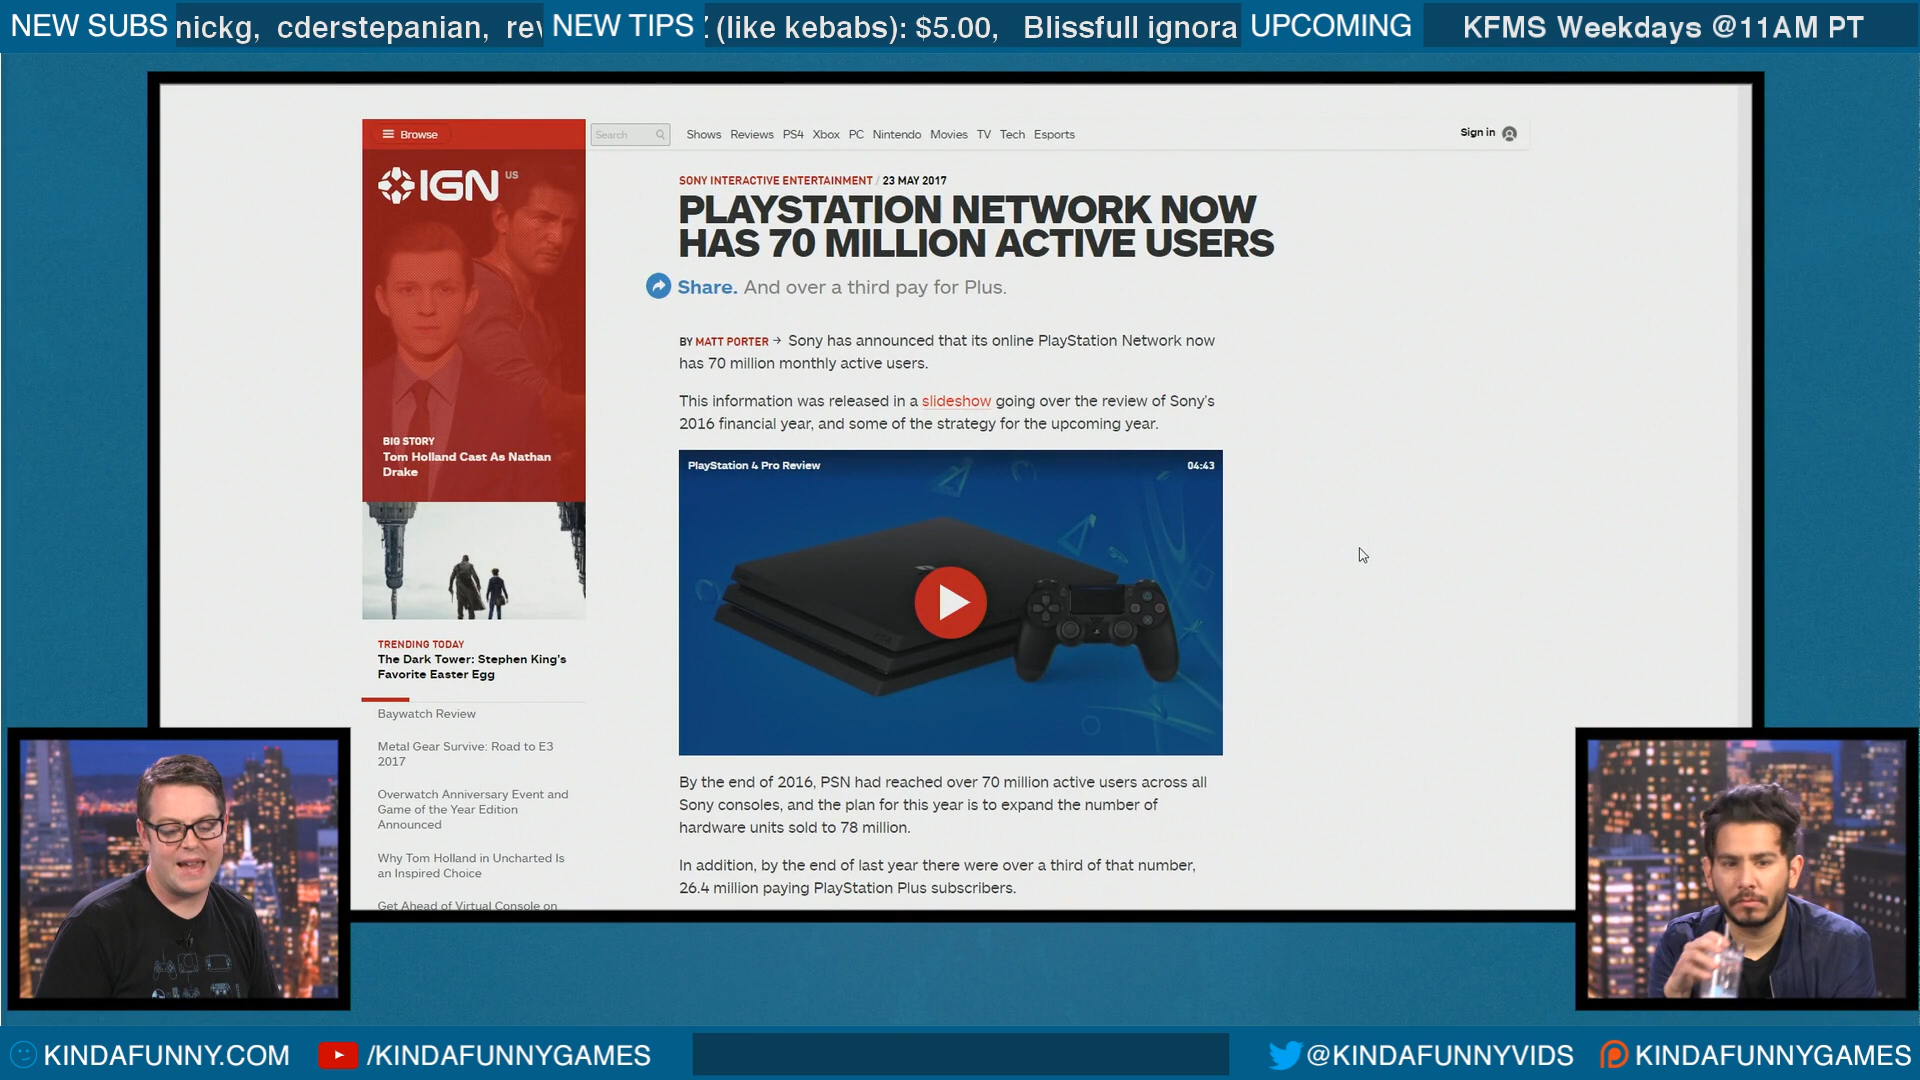 NEW SUBS nickg, cderstepanian, rev NEW TIPS (like kebabs): $5.00, Blissfull ignora UPCOMING KFMS Weekdays @11AM PT
Browse
Search
Shows Reviews PS4 Xbox PC Nintendo Movies TV Tech Esports
Sign in
IGN US
SONY INTERACTIVE ENTERTAINMENT / 23 MAY 2017
PLAYSTATION NETWORK NOW
HAS 70 MILLION ACTIVE USERS
Share. And over a third pay for Plus.
BY MATT PORTER → Sony has announced that its online PlayStation Network now
has 70 million monthly active users.
This information was released in a slideshow going over the review of Sony's
2016 financial year, and some of the strategy for the upcoming year.
BIG STORY
Tom Holland Cast As Nathan
Drake
PlayStation 4 Pro Review 04:43
TRENDING TODAY
The Dark Tower: Stephen King's
Favorite Easter Egg
Baywatch Review
Metal Gear Survive: Road to E3
2017
Overwatch Anniversary Event and
Game of the Year Edition
Announced
Why Tom Holland in Uncharted Is
an Inspired Choice
Get Ahead of Virtual Console on
By the end of 2016, PSN had reached over 70 million active users across all
Sony consoles, and the plan for this year is to expand the number of
hardware units sold to 78 million.
In addition, by the end of last year there were over a third of that number,
26.4 million paying PlayStation Plus subscribers.
KINDAFUNNY.COM /KINDAFUNNYGAMES @KINDAFUNNYVIDS KINDAFUNNYGAMES